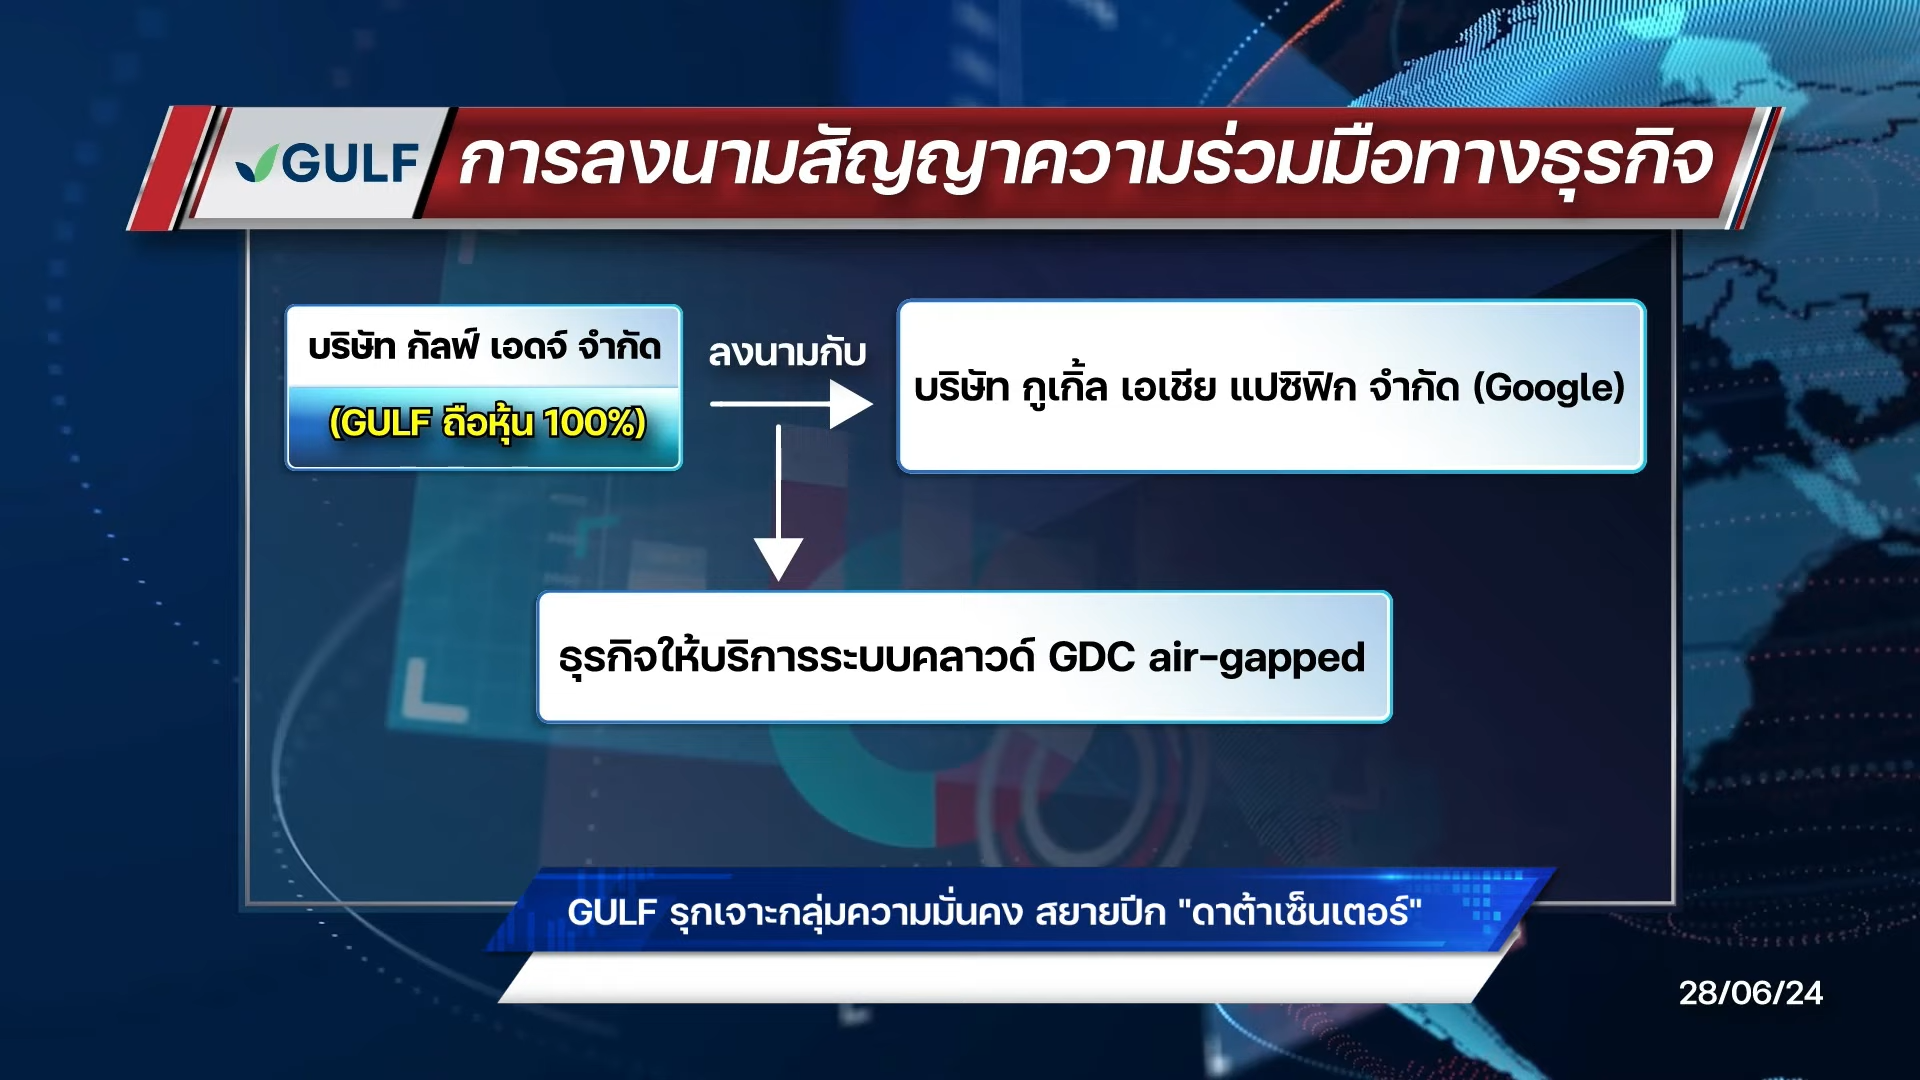 GULF การลงนามสัญญาความร่วมมือทางธุรกิจ
บริษัท กัลฟ์ เอดจ์ จำกัด
(GULF ถือหุ้น 100%)
ลงนามกับ
บริษัท กูเกิ้ล เอเชีย แปซิฟิก จำกัด (Google)
ธุรกิจให้บริการระบบคลาวด์ GDC air-gapped
GULF รุกเจาะกลุ่มความมั่นคง สยายปีก "ดาต้าเซ็นเตอร์"
28/06/24